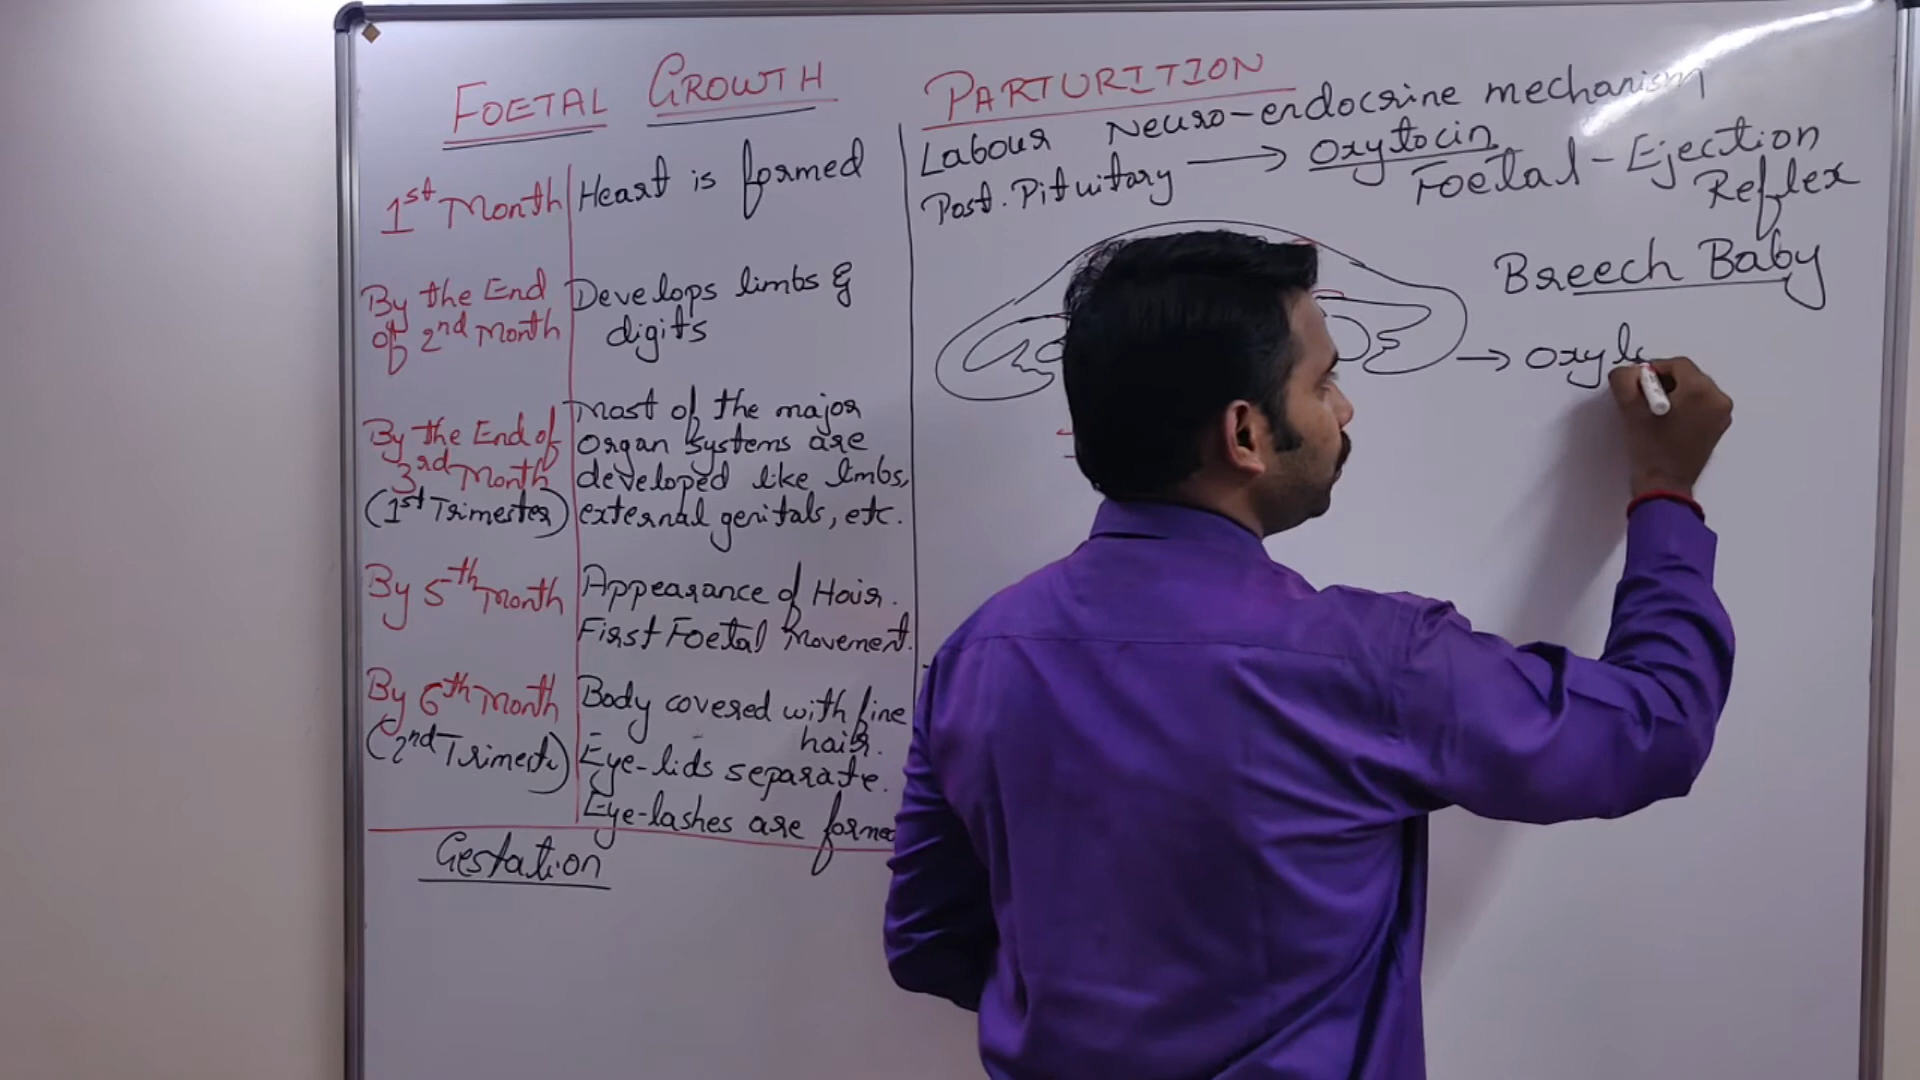 FOETAL GROWTH
1st Month
Heart is formed
By the End
of 2nd Month
Develops limbs &
digits
By the End of
3rd Month
(1st Trimester)
Most of the major
organ systems are
developed like limbs,
external genitals, etc.
By 5th Month
Appearance of Hair.
First Foetal Movement.
By 6th Month
(2nd Trimest
Body covered with fine
hair.
Eye-lids separate.
Eye-lashes are formed
Gestation
PARTURITION
Labour Neuro-endocrine mechanism
Post. Pituitary → Oxytocin
Foetal-Ejection
Reflex
Breech Baby
→ Oxyto